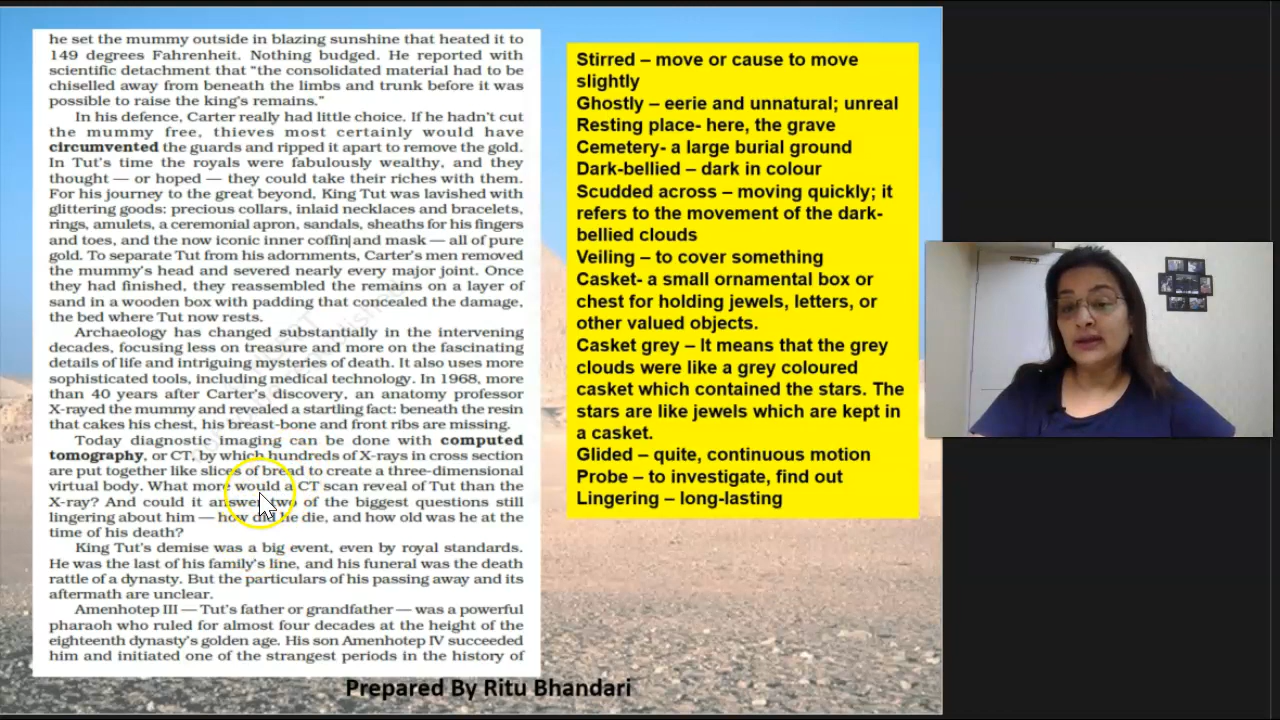 he set the mummy outside in blazing sunshine that heated it to
149 degrees Fahrenheit. Nothing budged. He reported with
scientific detachment that “the consolidated material had to be
chiselled away from beneath the limbs and trunk before it was
possible to raise the king’s remains.”
In his defence, Carter really had little choice. If he hadn’t cut
the mummy free, thieves most certainly would have
circumvented the guards and ripped it apart to remove the gold.
In Tut’s time the royals were fabulously wealthy, and they
thought — or hoped — they could take their riches with them.
For his journey to the great beyond, King Tut was lavished with
glittering goods: precious collars, inlaid necklaces and bracelets,
rings, amulets, a ceremonial apron, sandals, sheaths for his fingers
and toes, and the now iconic inner coffin and mask — all of pure
gold. To separate Tut from his adornments, Carter’s men removed
the mummy’s head and severed nearly every major joint. Once
they had finished, they reassembled the remains on a layer of
sand in a wooden box with padding that concealed the damage,
the bed where Tut now rests.
Archaeology has changed substantially in the intervening
decades, focusing less on treasure and more on the fascinating
details of life and intriguing mysteries of death. It also uses more
sophisticated tools, including medical technology. In 1968, more
than 40 years after Carter’s discovery, an anatomy professor
X-rayed the mummy and revealed a startling fact: beneath the resin
that cakes his chest, his breast-bone and front ribs are missing.
Today diagnostic imaging can be done with computed
tomography, or CT, by which hundreds of X-rays in cross section
are put together like slices of bread to create a three-dimensional
virtual body. What more would a CT scan reveal of Tut than the
X-ray? And could it answer two of the biggest questions still
lingering about him — how did he die, and how old was he at the
time of his death?
King Tut’s demise was a big event, even by royal standards.
He was the last of his family’s line, and his funeral was the death
rattle of a dynasty. But the particulars of his passing away and its
aftermath are unclear.
Amenhotep III — Tut’s father or grandfather — was a powerful
pharaoh who ruled for almost four decades at the height of the
eighteenth dynasty’s golden age. His son Amenhotep IV succeeded
him and initiated one of the strangest periods in the history of
Stirred – move or cause to move
slightly
Ghostly – eerie and unnatural; unreal
Resting place- here, the grave
Cemetery- a large burial ground
Dark-bellied – dark in colour
Scudded across – moving quickly; it
refers to the movement of the dark-
bellied clouds
Veiling – to cover something
Casket- a small ornamental box or
chest for holding jewels, letters, or
other valued objects.
Casket grey – It means that the grey
clouds were like a grey coloured
casket which contained the stars. The
stars are like jewels which are kept in
a casket.
Glided – quite, continuous motion
Probe – to investigate, find out
Lingering – long-lasting
Prepared By Ritu Bhandari